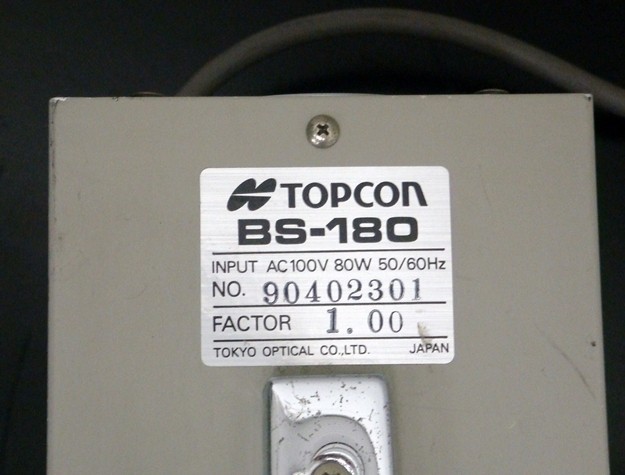 TOPCON
BS-180
INPUT AC100V 80W 50/60Hz
NO. 90402301
FACTOR 1.00
TOKYO OPTICAL CO.,LTD. JAPAN